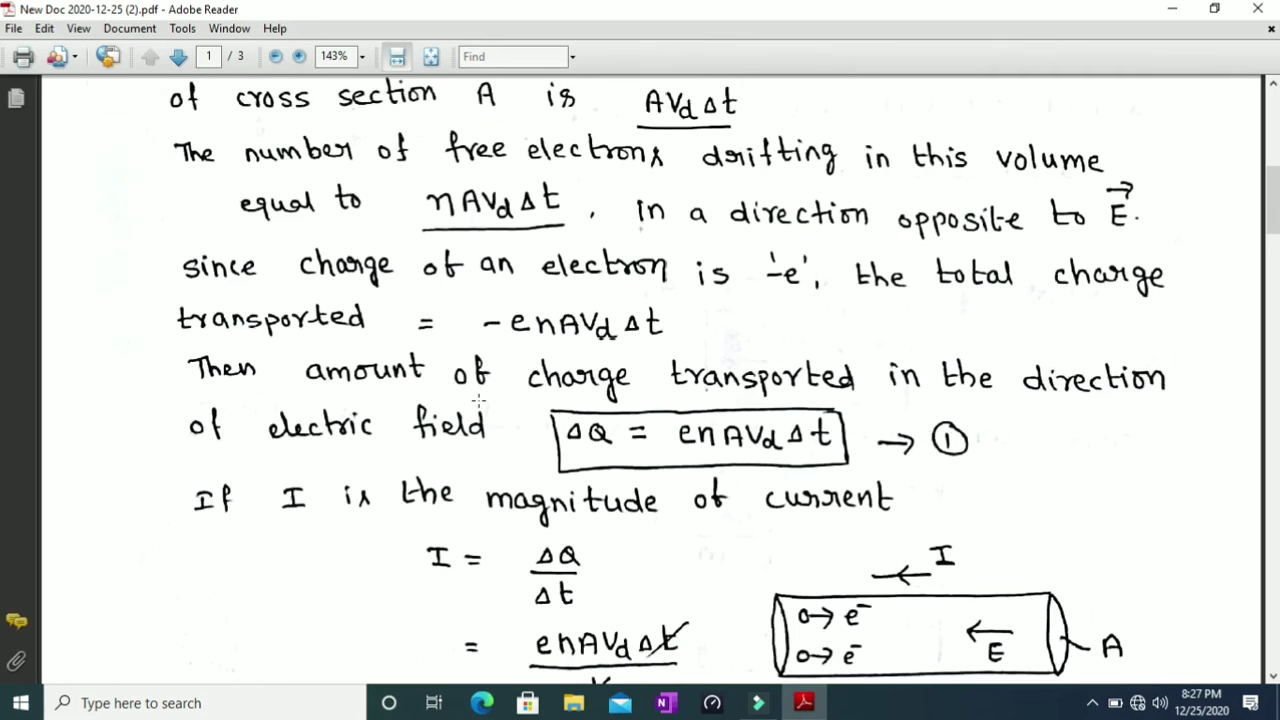 New Doc 2020-12-25 (2).pdf - Adobe Reader
File Edit View Document Tools Window Help
1 / 3 143% Find
of cross section A is AVdΔt
The number of free electrons drifting in this volume
equal to nAVdΔt, in a direction opposite to E⃗.
since charge of an electron is '-e', the total charge
transported = -enAVdΔt
Then amount of charge transported in the direction
of electric field ΔQ = enAVdΔt → ①
If I is the magnitude of current
I = ΔQ
Δt
= enAVdΔt
I
e⁻
e⁻
E
A
Type here to search
8:27 PM
12/25/2020